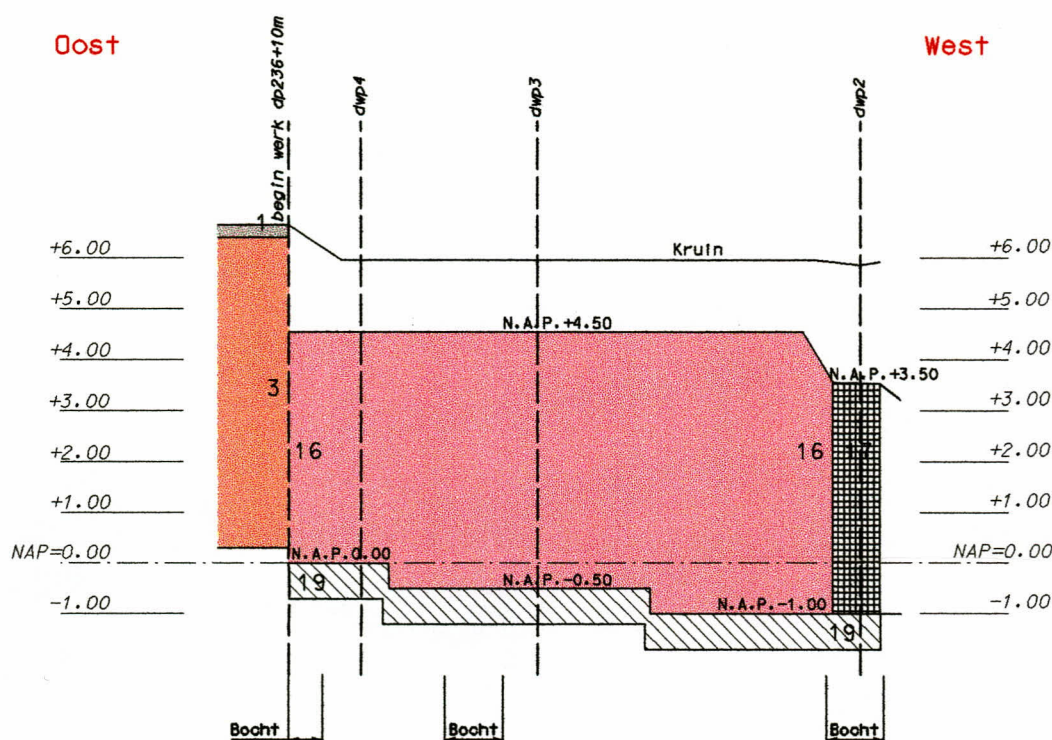 Oost
West
begin werk dp236+10m
dwp4
dwp3
dwp2
1
+6.00
Kruin
+6.00
+5.00
N.A.P.+4.50
+5.00
+4.00
+4.00
N.A.P.+3.50
3
+3.00
+3.00
16
16
+2.00
+2.00
+1.00
+1.00
NAP=0.00
N.A.P.0.00
NAP=0.00
19
N.A.P.-0.50
-1.00
N.A.P.-1.00
-1.00
19
Bocht
Bocht
Bocht